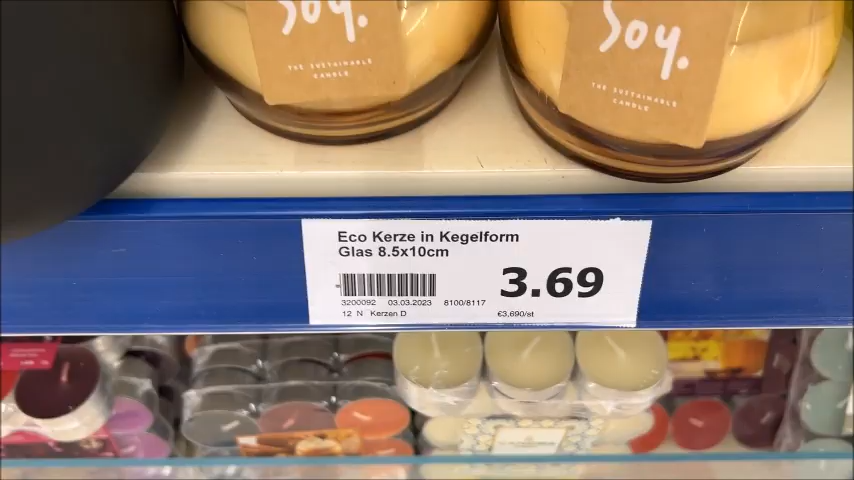 Soy.
THE SUSTAINABLE
CANDLE
Soy.
THE SUSTAINABLE
CANDLE
Eco Kerze in Kegelform
Glas 8.5x10cm
3.69
3200092 03.03.2023 8100/8117
12 N Kerzen D €3,690/st